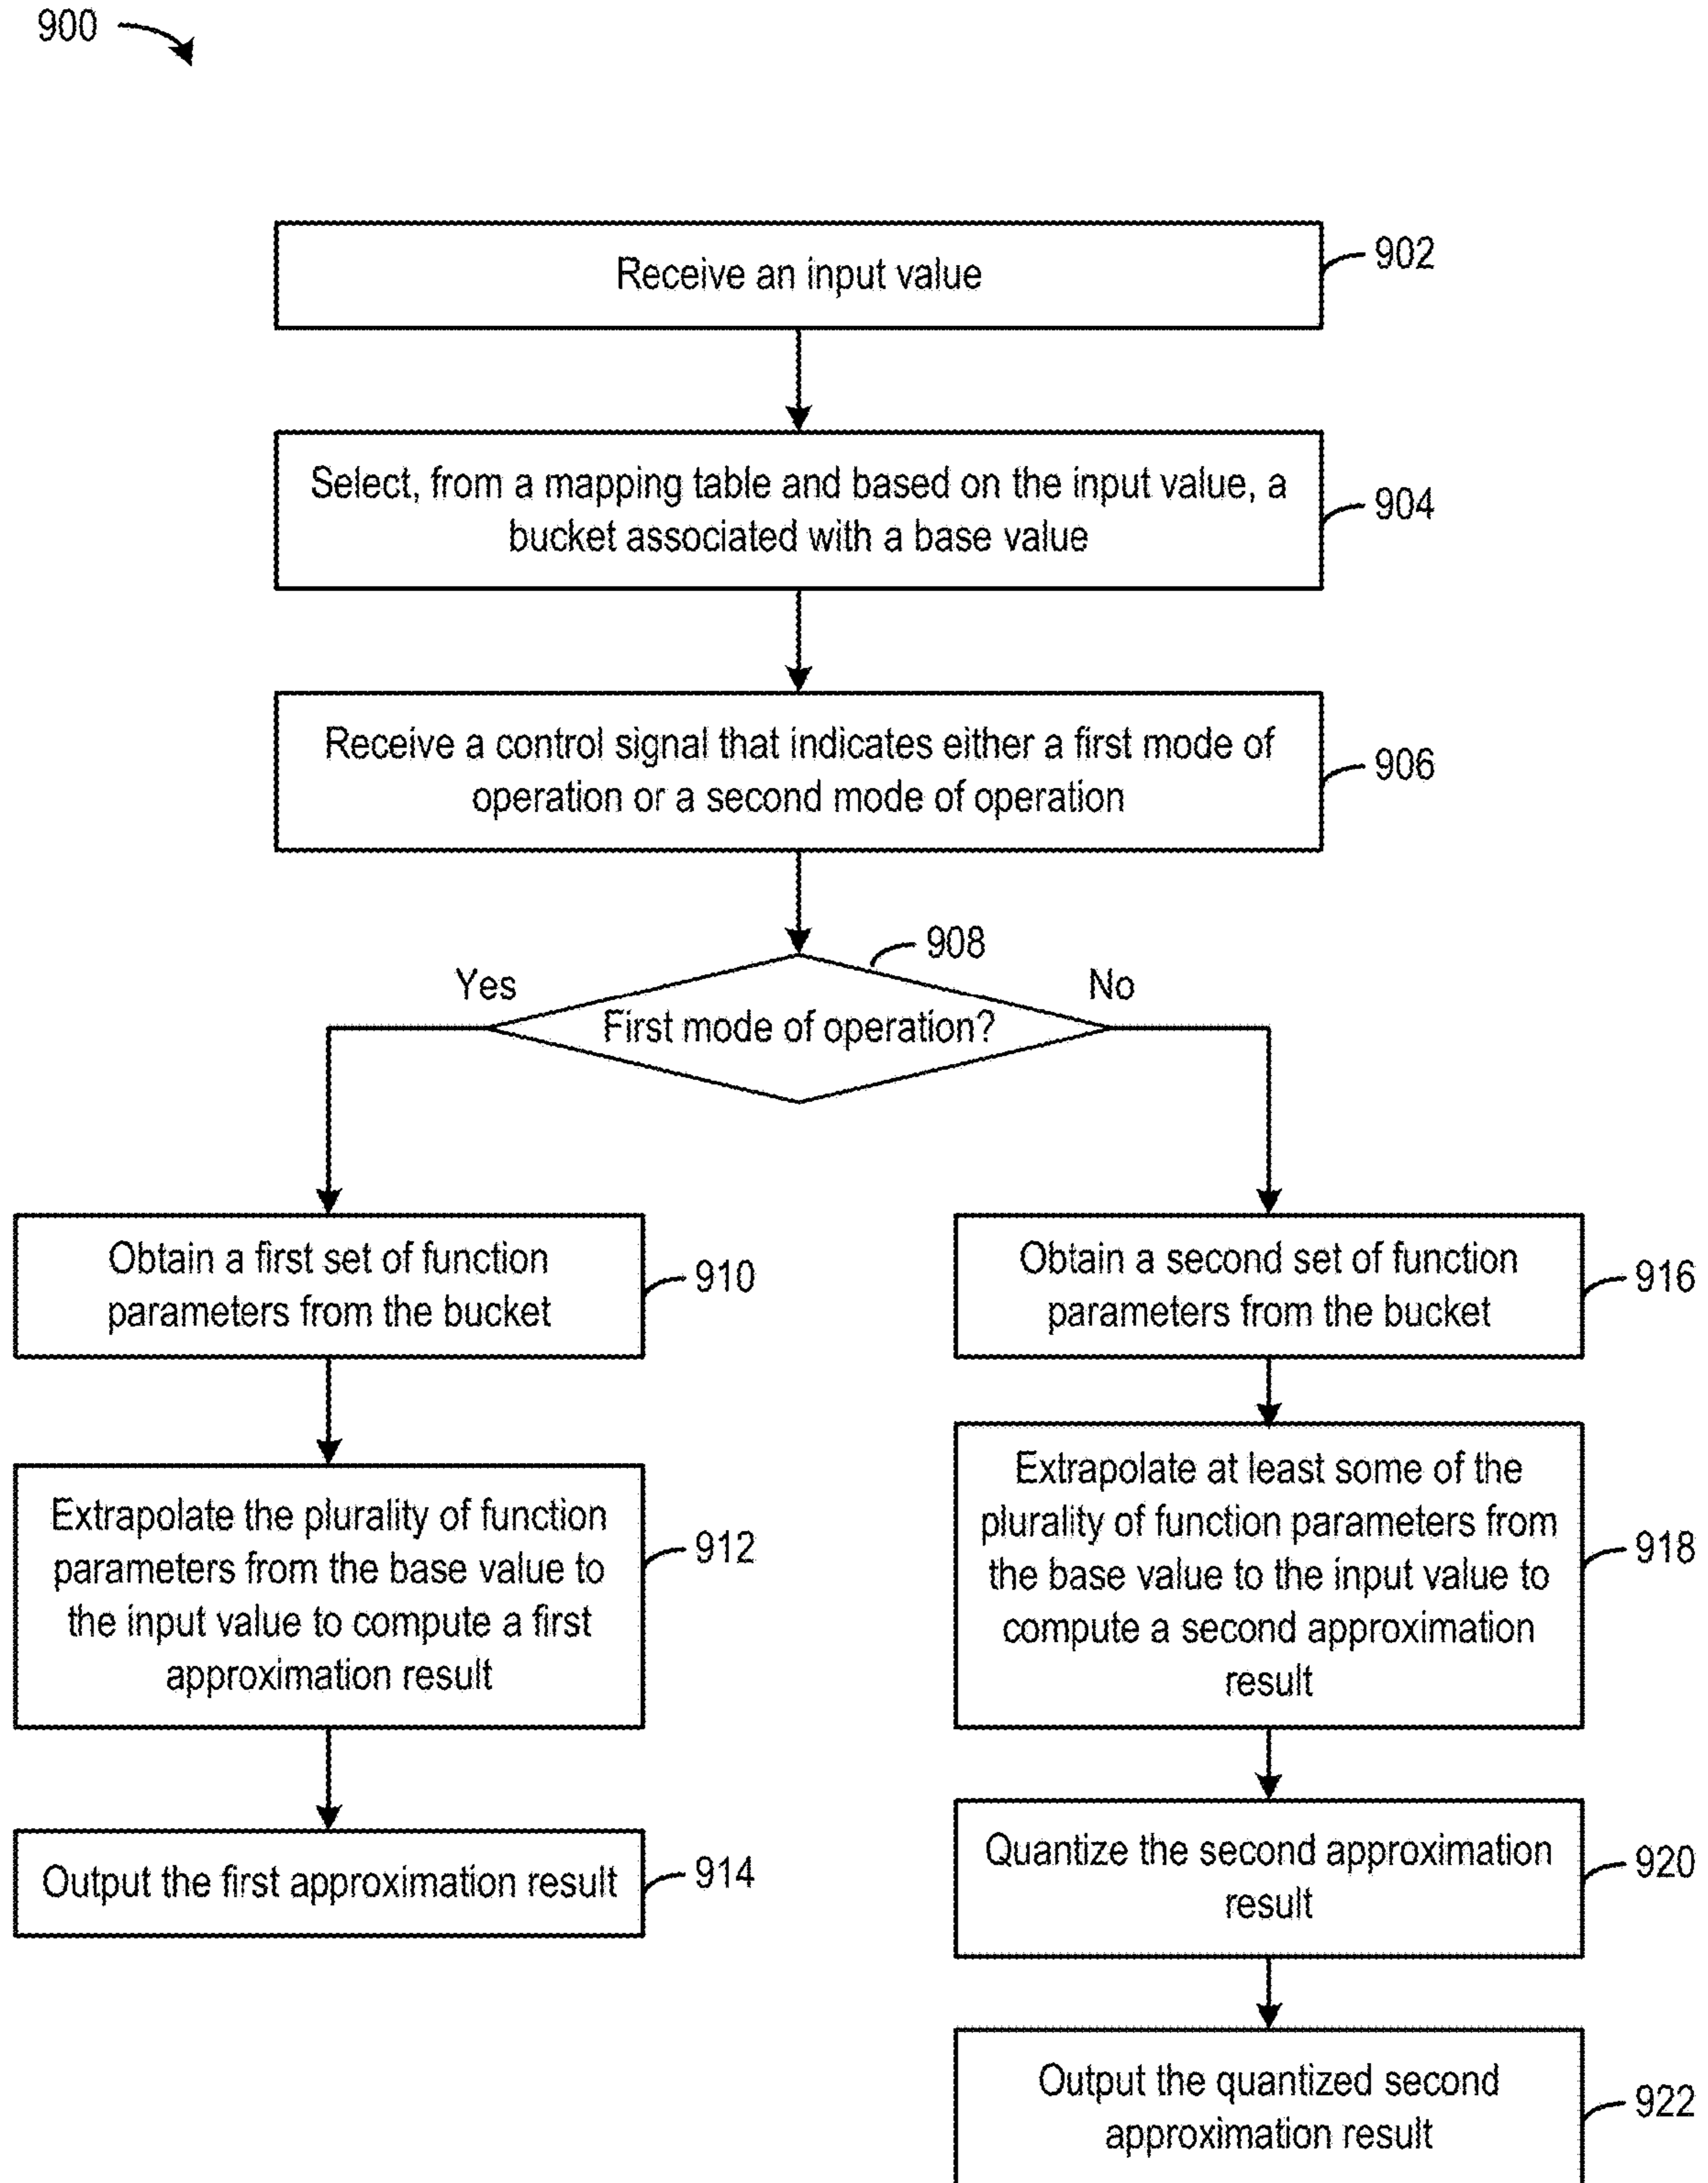 900
Receive an input value
902
Select, from a mapping table and based on the input value, a
bucket associated with a base value
904
Receive a control signal that indicates either a first mode of
operation or a second mode of operation
906
908
Yes
No
First mode of operation?
Obtain a first set of function
parameters from the bucket
910
Extrapolate the plurality of function
parameters from the base value to
the input value to compute a first
approximation result
912
Output the first approximation result
914
Obtain a second set of function
parameters from the bucket
916
Extrapolate at least some of the
plurality of function parameters from
the base value to the input value to
compute a second approximation
result
918
Quantize the second approximation
result
920
Output the quantized second
approximation result
922